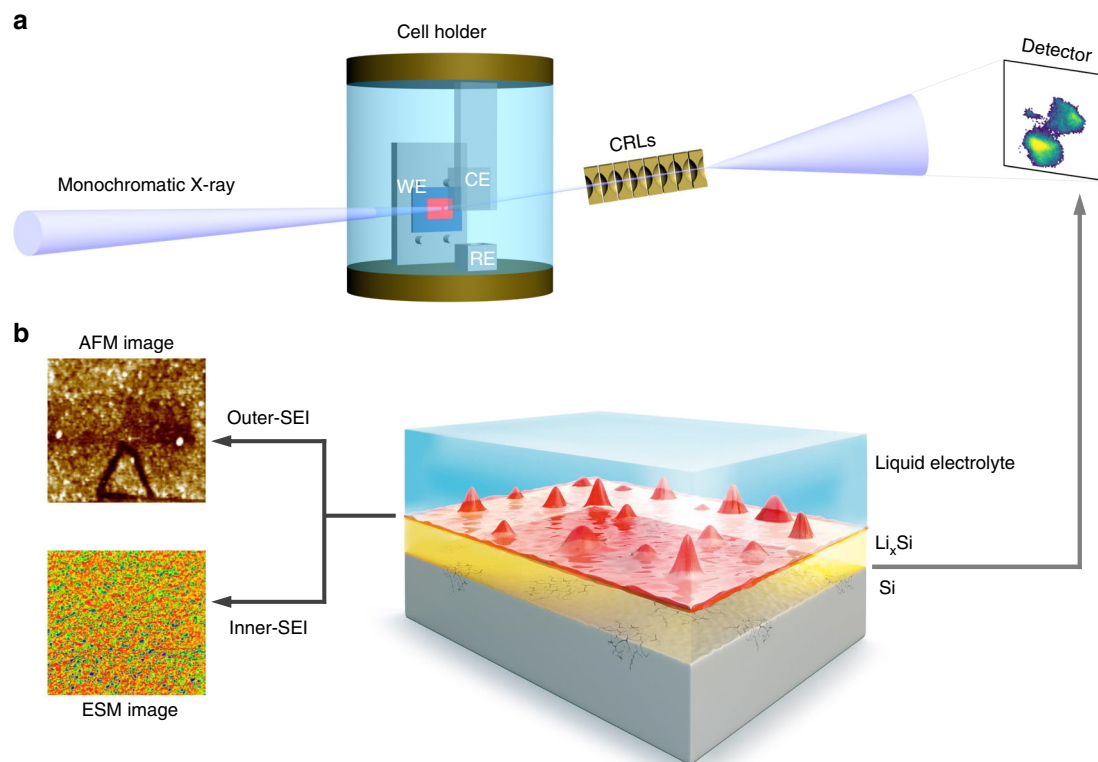 a
Cell holder
Detector
CRLs
Monochromatic X-ray
WE
CE
RE
b
AFM image
Outer-SEI
Liquid electrolyte
LiₓSi
Si
Inner-SEI
ESM image